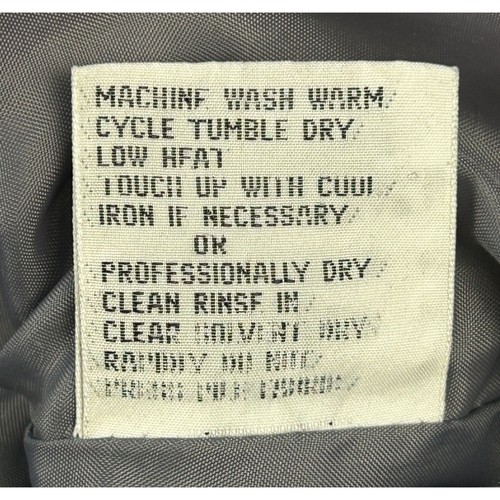 MACHINE WASH WARM
CYCLE TUMBLE DRY
LOW HEAT
TOUCH UP WITH COOL
IRON IF NECESSARY
OR
PROFESSIONALLY DRY
CLEAN RINSE IN
CLEAR SOLVENT DRY
RAPIDLY DO NOT